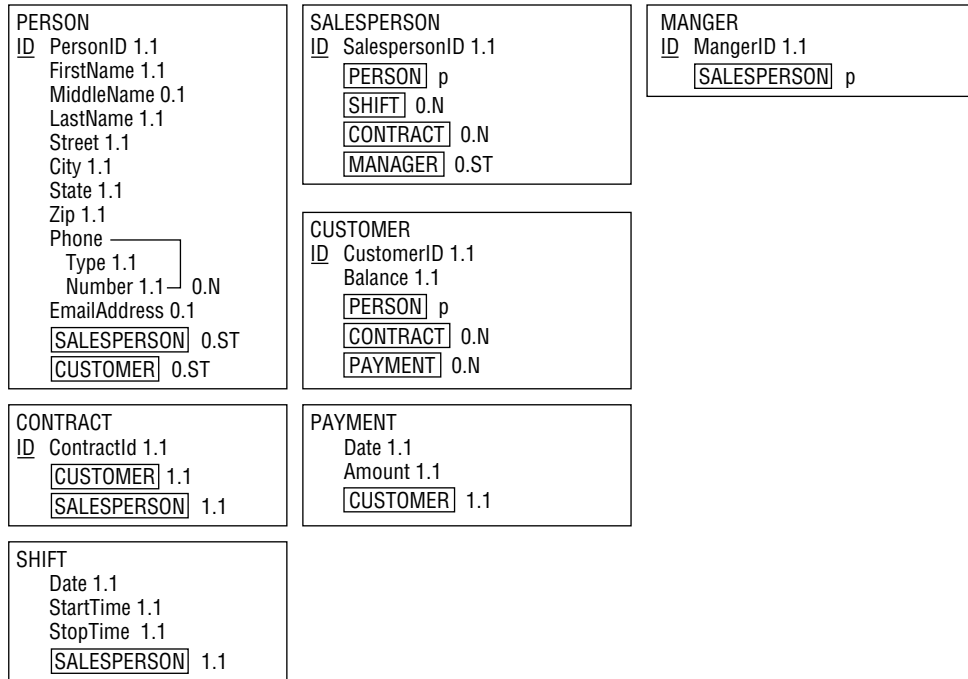 PERSON
ID PersonID 1.1
FirstName 1.1
MiddleName 0.1
LastName 1.1
Street 1.1
City 1.1
State 1.1
Zip 1.1
Phone
Type 1.1
Number 1.1 0.N
EmailAddress 0.1
SALESPERSON 0.ST
CUSTOMER 0.ST
SALESPERSON
ID SalespersonID 1.1
PERSON p
SHIFT 0.N
CONTRACT 0.N
MANAGER 0.ST
MANGER
ID MangerID 1.1
SALESPERSON p
CUSTOMER
ID CustomerID 1.1
Balance 1.1
PERSON p
CONTRACT 0.N
PAYMENT 0.N
CONTRACT
ID ContractId 1.1
CUSTOMER 1.1
SALESPERSON 1.1
PAYMENT
Date 1.1
Amount 1.1
CUSTOMER 1.1
SHIFT
Date 1.1
StartTime 1.1
StopTime 1.1
SALESPERSON 1.1